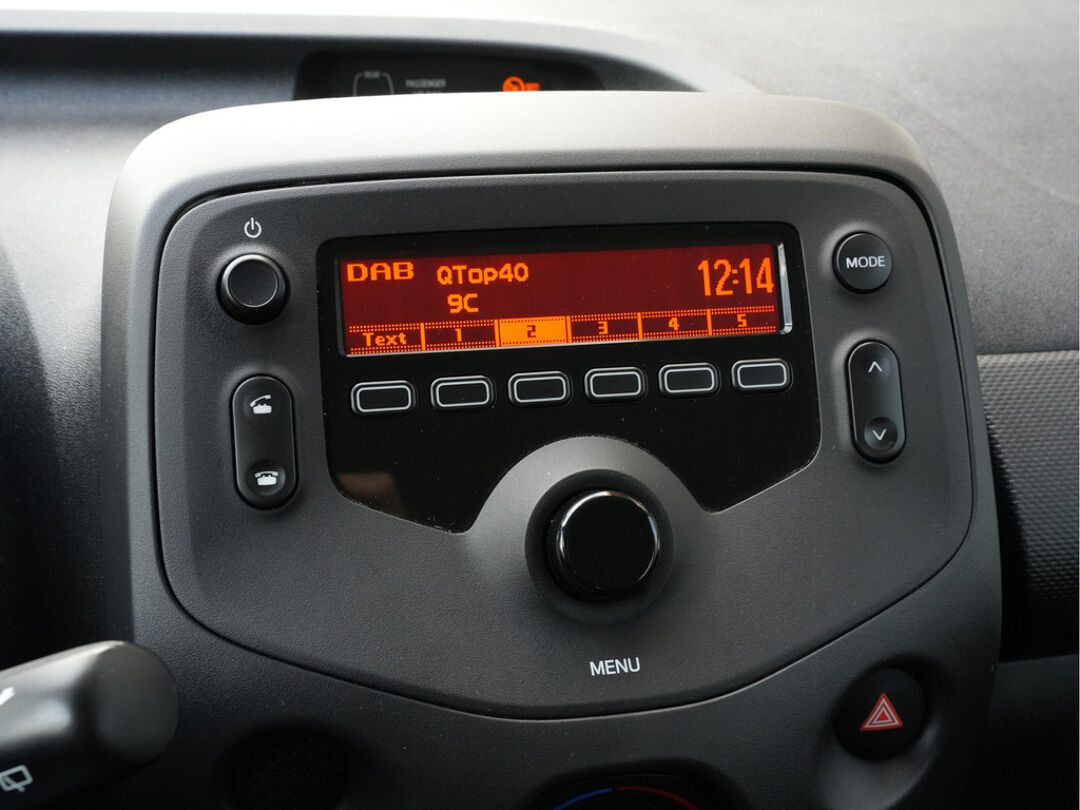 PASSENGER
DAB QTop40 12:14
9C
Text 1 2 3 4 5
MODE
MENU